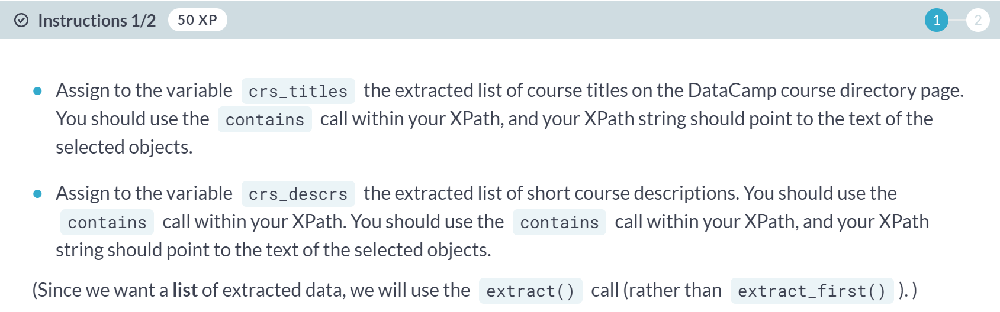 Instructions 1/2 50 XP 1 2
Assign to the variable crs_titles the extracted list of course titles on the DataCamp course directory page.
You should use the contains call within your XPath, and your XPath string should point to the text of the
selected objects.
Assign to the variable crs_descrs the extracted list of short course descriptions. You should use the
contains call within your XPath. You should use the contains call within your XPath, and your XPath
string should point to the text of the selected objects.
(Since we want a list of extracted data, we will use the extract() call (rather than extract_first() ). )